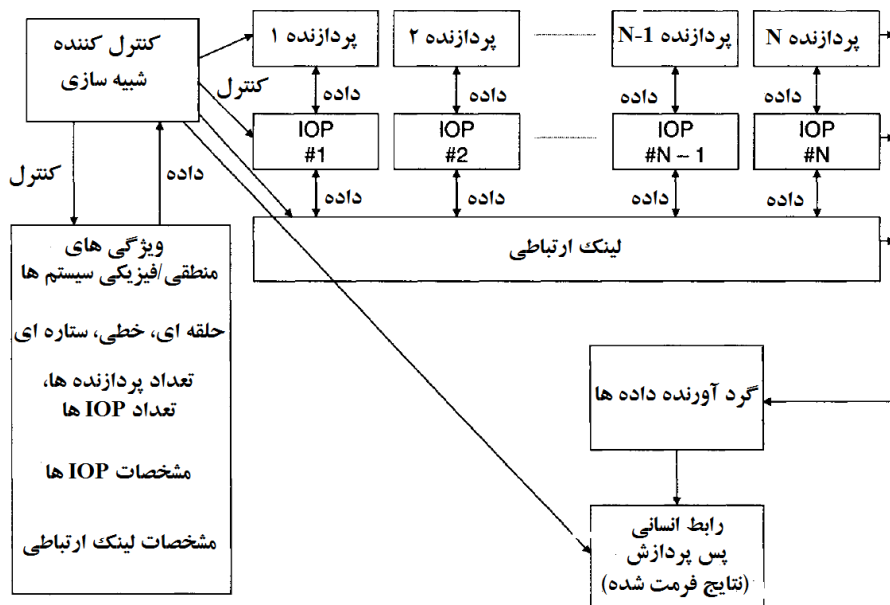 کنترل کننده
شبیه سازی
پردازنده ۱
پردازنده ۲
پردازنده N-1
پردازنده N
کنترل
داده
داده
داده
داده
IOP
#1
IOP
#2
IOP
#N – 1
IOP
#N
داده
داده
داده
داده
لینک ارتباطی
کنترل
داده
ویژگی های
منطقی/فیزیکی سیستم ها
حلقه ای، خطی، ستاره ای
تعداد پردازنده ها،
تعداد IOP ها
مشخصات IOP ها
مشخصات لینک ارتباطی
گرد آورنده داده ها
رابط انسانی
پس پردازش
(نتایج فرمت شده)